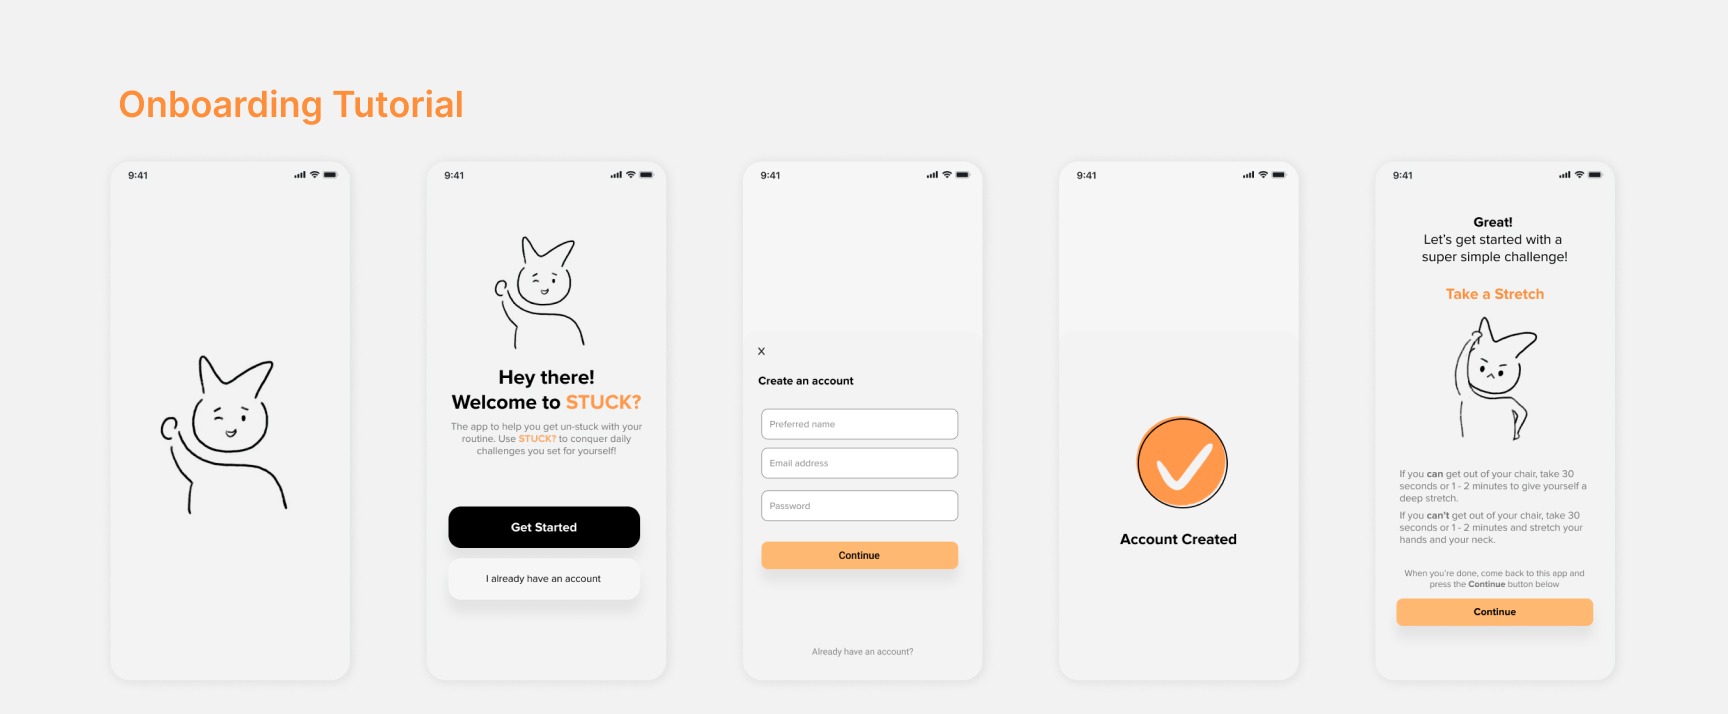 Onboarding Tutorial
9:41
9:41
Hey there!
Welcome to STUCK?
The app to help you get un-stuck with your
routine. Use STUCK? to conquer daily
challenges you set for yourself!
Get Started
I already have an account
9:41
X
Create an account
Preferred name
Email address
Password
Continue
Already have an account?
9:41
Account Created
9:41
Great!
Let's get started with a
super simple challenge!
Take a Stretch
If you can get out of your chair, take 30
seconds or 1 - 2 minutes to give yourself a
deep stretch.
If you can't get out of your chair, take 30
seconds or 1 - 2 minutes and stretch your
hands and your neck.
When you're done, come back to this app and
press the Continue button below
Continue